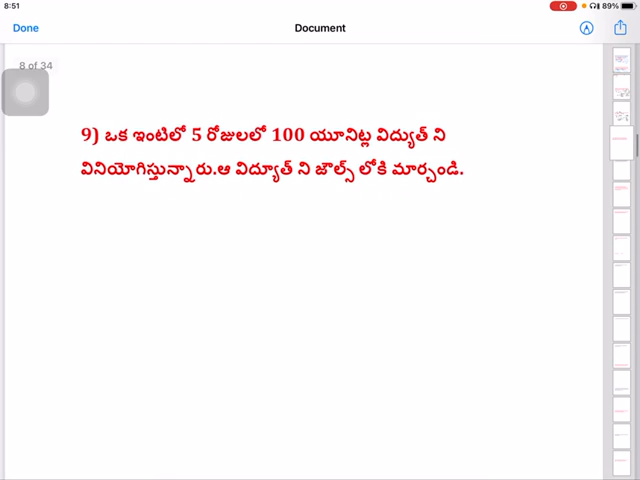 8:51
89%
Done
Document
8 of 34
9) ఒక ఇంటిలో 5 రోజులలో 100 యూనిట్ల విద్యుత్ ని
వినియోగిస్తున్నారు.ఆ విద్యూత్ ని జౌల్స్ లోకి మార్చండి.